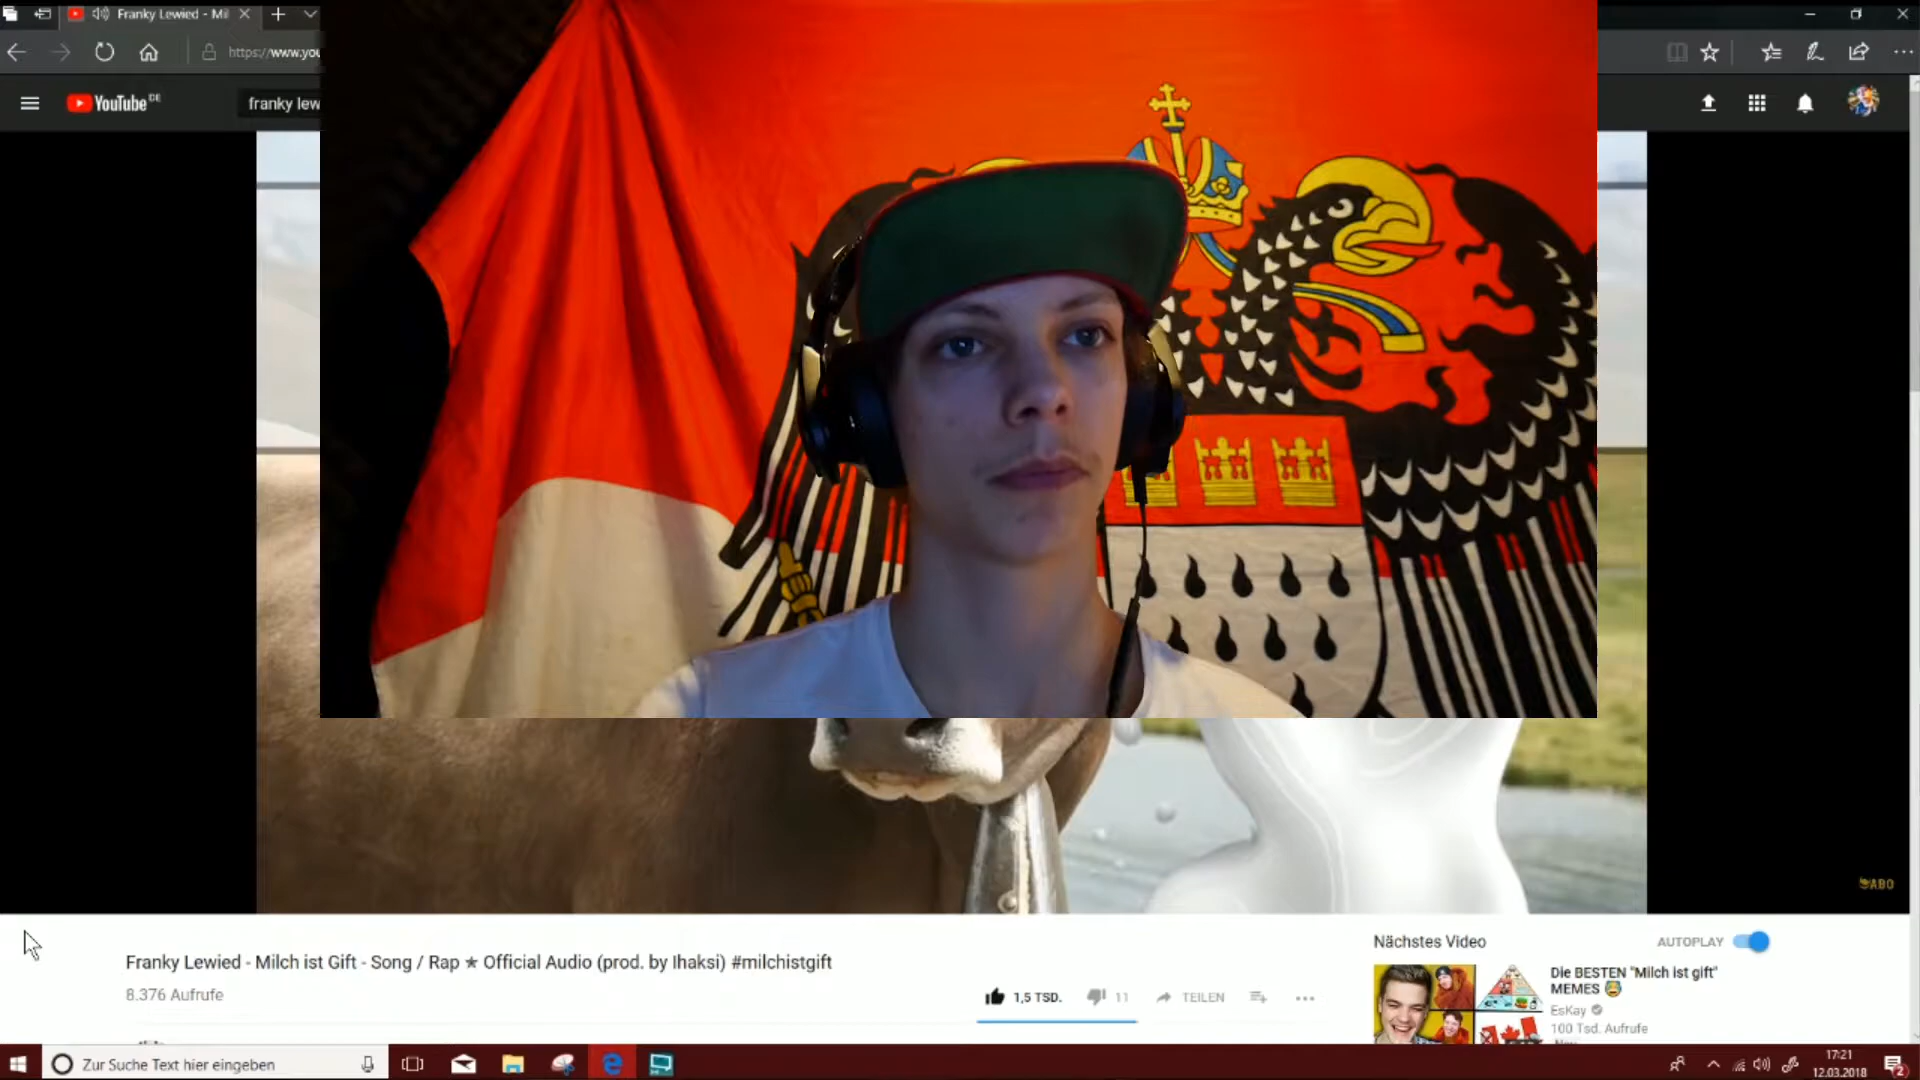 Franky Lewied - Mil
https://www.you
YouTube DE
franky lew
ABO
Franky Lewied - Milch ist Gift - Song / Rap ★ Official Audio (prod. by Ihaksi) #milchistgift
8.376 Aufrufe
1,5 TSD.
11
TEILEN
Nächstes Video
AUTOPLAY
Die BESTEN "Milch ist gift"
MEMES 😰
EsKay
100 Tsd. Aufrufe
Zur Suche Text hier eingeben
17:21
12.03.2018
2